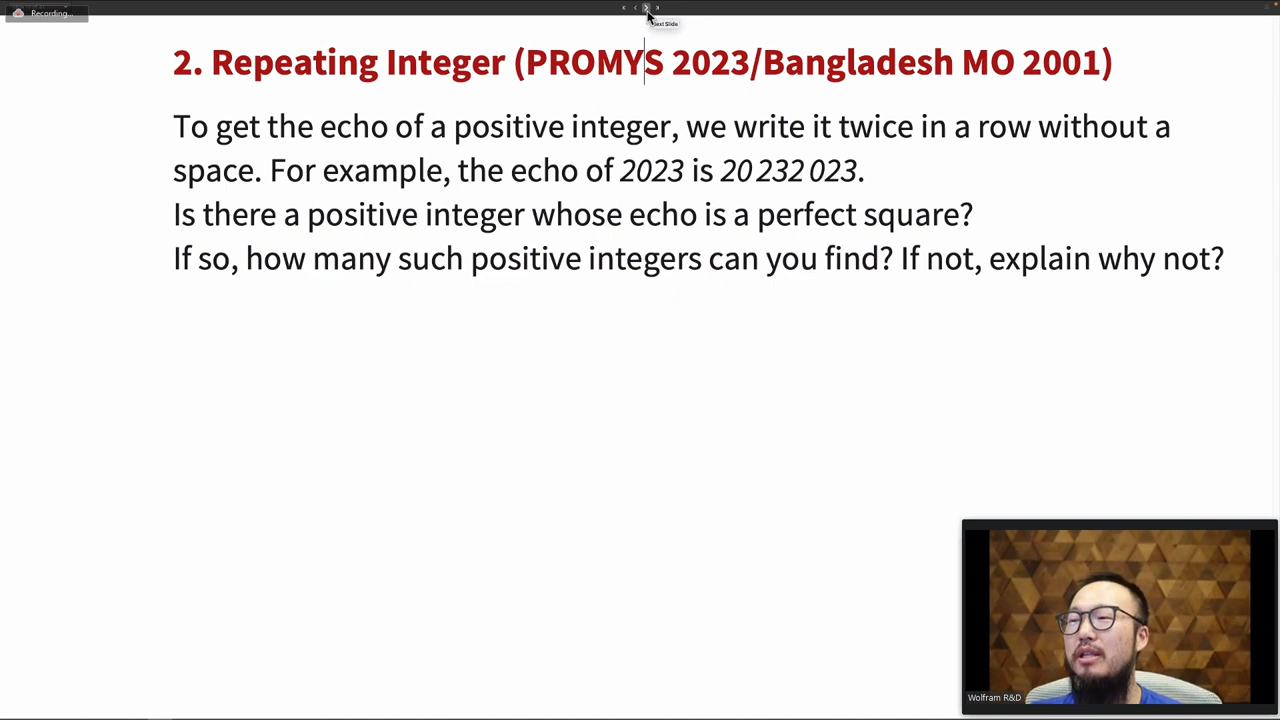 Recording...
Next Slide
2. Repeating Integer (PROMYS 2023/Bangladesh MO 2001)
To get the echo of a positive integer, we write it twice in a row without a
space. For example, the echo of 2023 is 20 232 023.
Is there a positive integer whose echo is a perfect square?
If so, how many such positive integers can you find? If not, explain why not?
Wolfram R&D